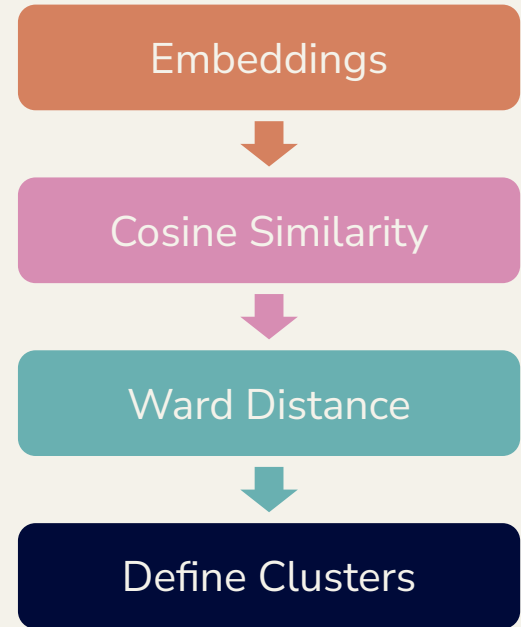 Embeddings
Cosine Similarity
Ward Distance
Define Clusters